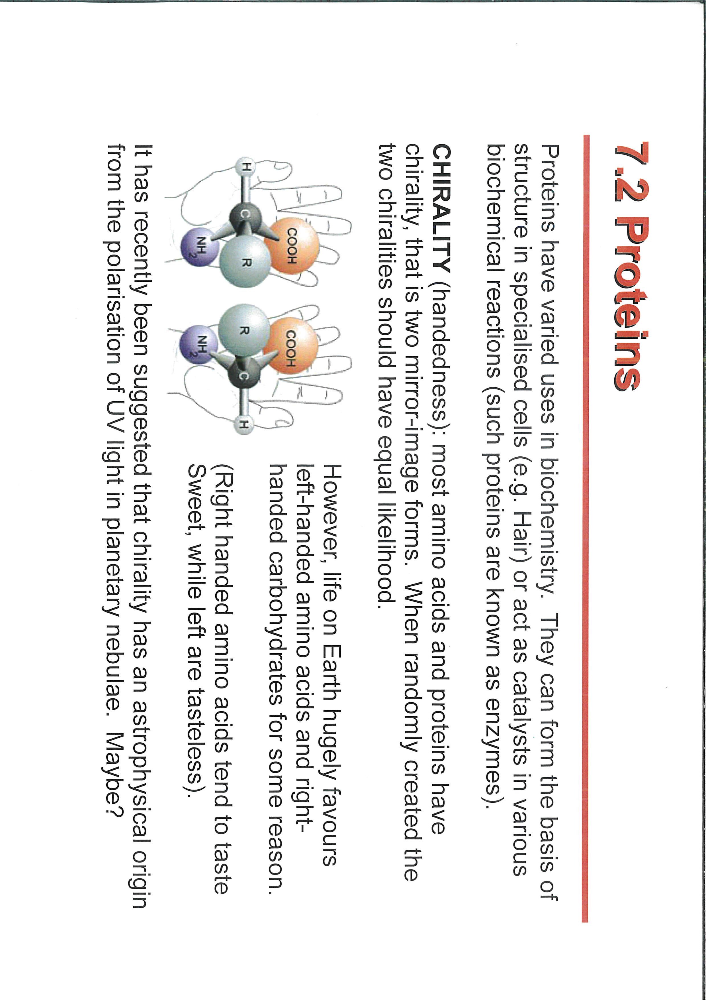 7.2 Proteins
Proteins have varied uses in biochemistry. They can form the basis of
structure in specialised cells (e.g. Hair) or act as catalysts in various
biochemical reactions (such proteins are known as enzymes).
CHIRALITY (handedness): most amino acids and proteins have
chirality, that is two mirror-image forms. When randomly created the
two chiralities should have equal likelihood.
COOH
H
C
R
NH2
COOH
R
C
H
NH2
However, life on Earth hugely favours
left-handed amino acids and right-
handed carbohydrates for some reason.
(Right handed amino acids tend to taste
Sweet, while left are tasteless).
It has recently been suggested that chirality has an astrophysical origin
from the polarisation of UV light in planetary nebulae. Maybe?